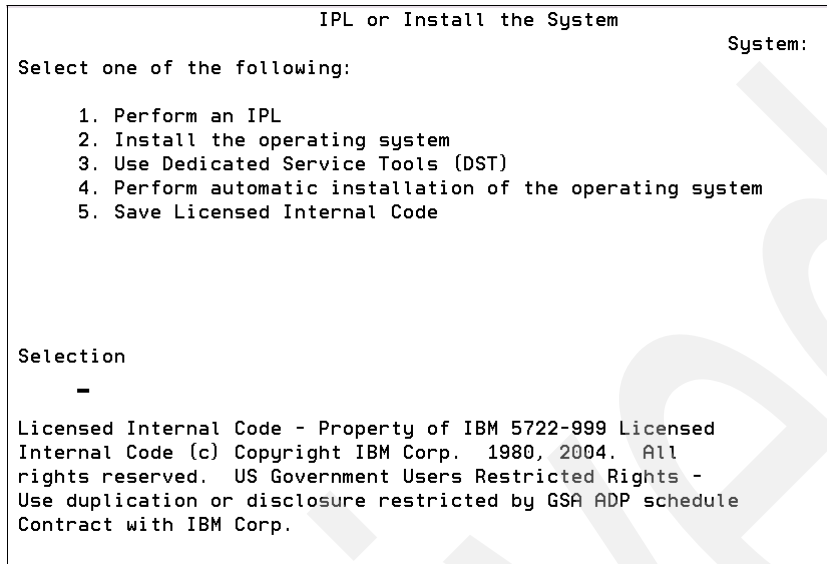 IPL or Install the System
System:
Select one of the following:
1. Perform an IPL
2. Install the operating system
3. Use Dedicated Service Tools (DST)
4. Perform automatic installation of the operating system
5. Save Licensed Internal Code
Selection
Licensed Internal Code - Property of IBM 5722-999 Licensed
Internal Code (c) Copyright IBM Corp. 1980, 2004. All
rights reserved. US Government Users Restricted Rights -
Use duplication or disclosure restricted by GSA ADP schedule
Contract with IBM Corp.